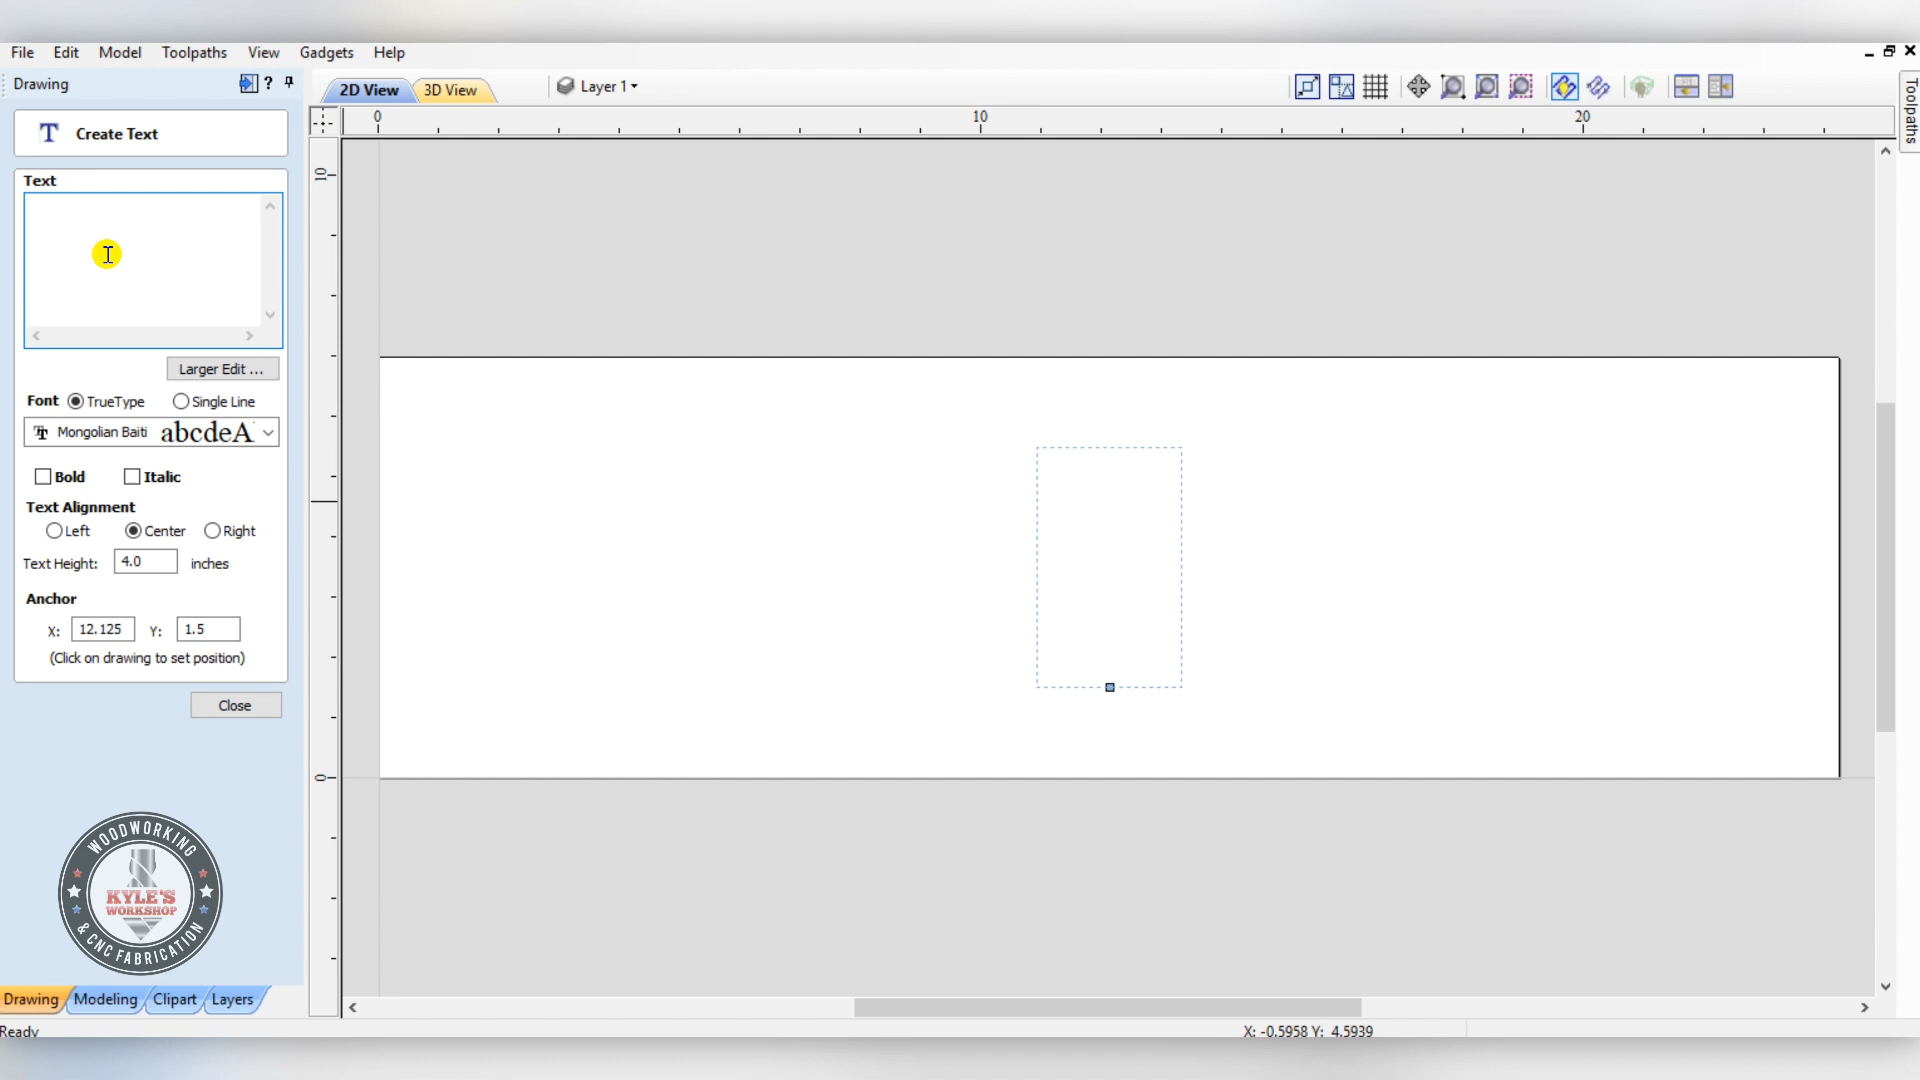 File Edit Model Toolpaths View Gadgets Help
Drawing ?
2D View 3D View Layer 1
Toolpaths
0 10 20
T Create Text
Text
10
Larger Edit ...
Font TrueType Single Line
Mongolian Baiti abcdeA
Bold Italic
Text Alignment
Left Center Right
Text Height: 4.0 inches
Anchor
X: 12.125 Y: 1.5
(Click on drawing to set position)
Close
0
WOODWORKING
KYLE'S
WORKSHOP
& CNC FABRICATION
Drawing Modeling Clipart Layers
Ready
X: -0.5958 Y: 4.5939